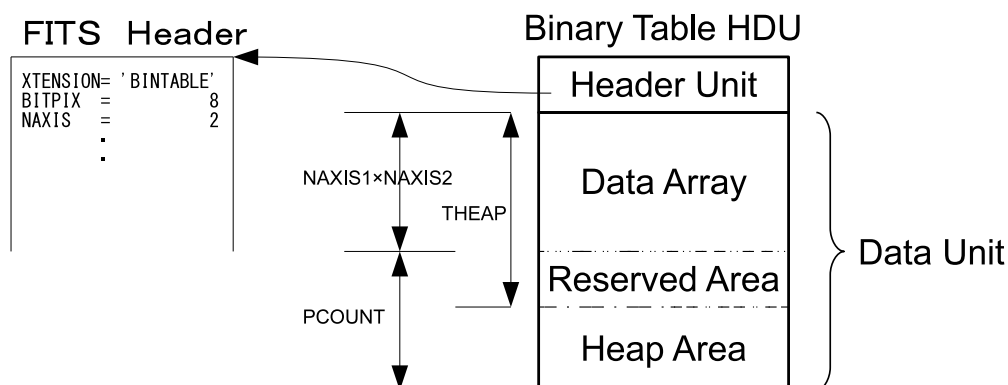 FITS Header
XTENSION= 'BINTABLE'
BITPIX = 8
NAXIS = 2
.
.
Binary Table HDU
Header Unit
NAXIS1×NAXIS2
THEAP
PCOUNT
Data Array
Reserved Area
Heap Area
Data Unit